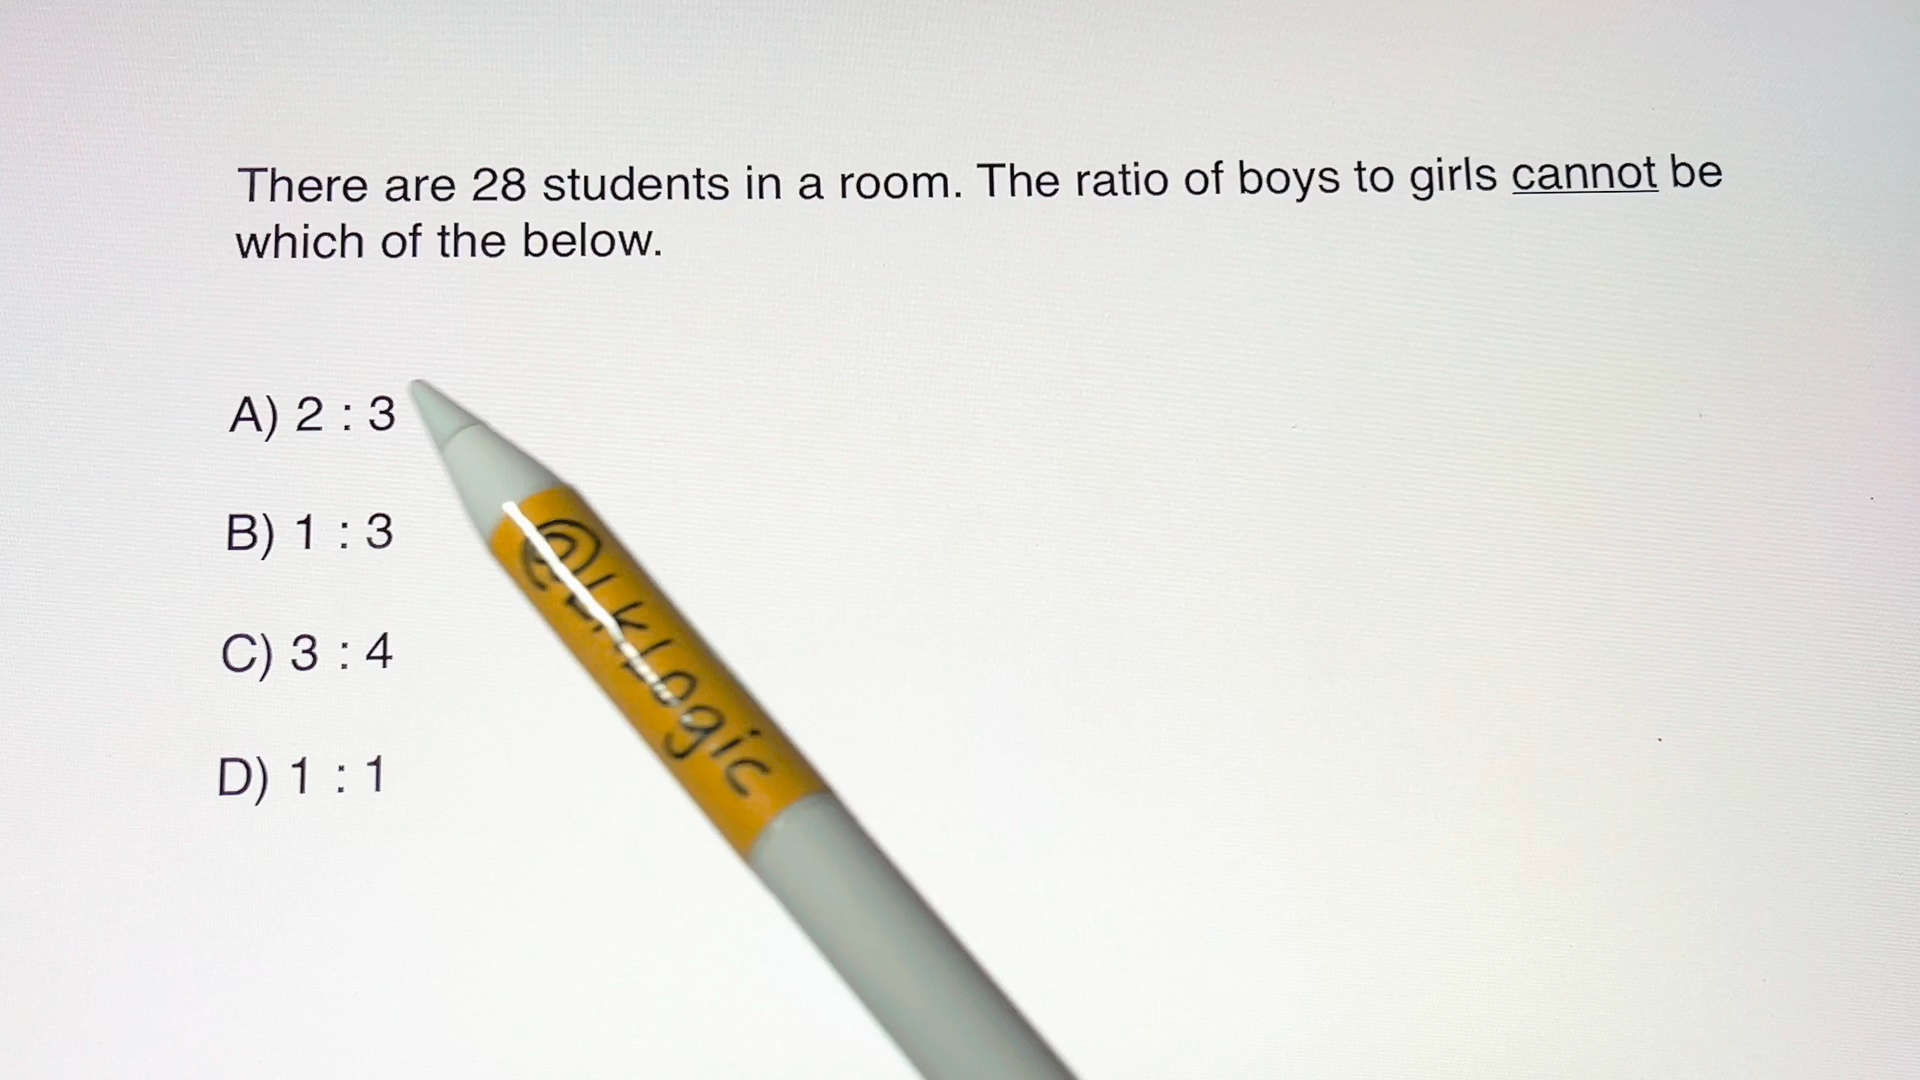 There are 28 students in a room. The ratio of boys to girls cannot be
which of the below.
A) 2 : 3
B) 1 : 3
C) 3 : 4
D) 1 : 1
@LKLogic